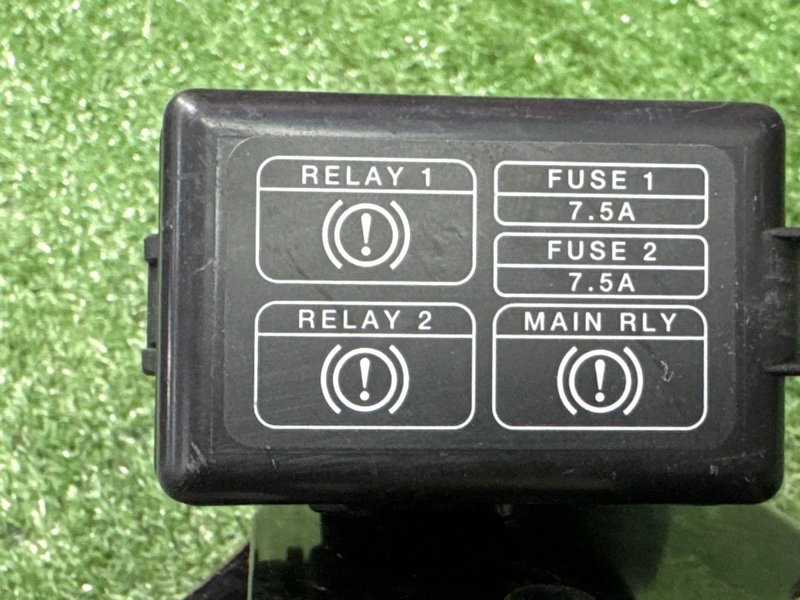 RELAY 1
RELAY 2
FUSE 1
7.5A
FUSE 2
7.5A
MAIN RLY